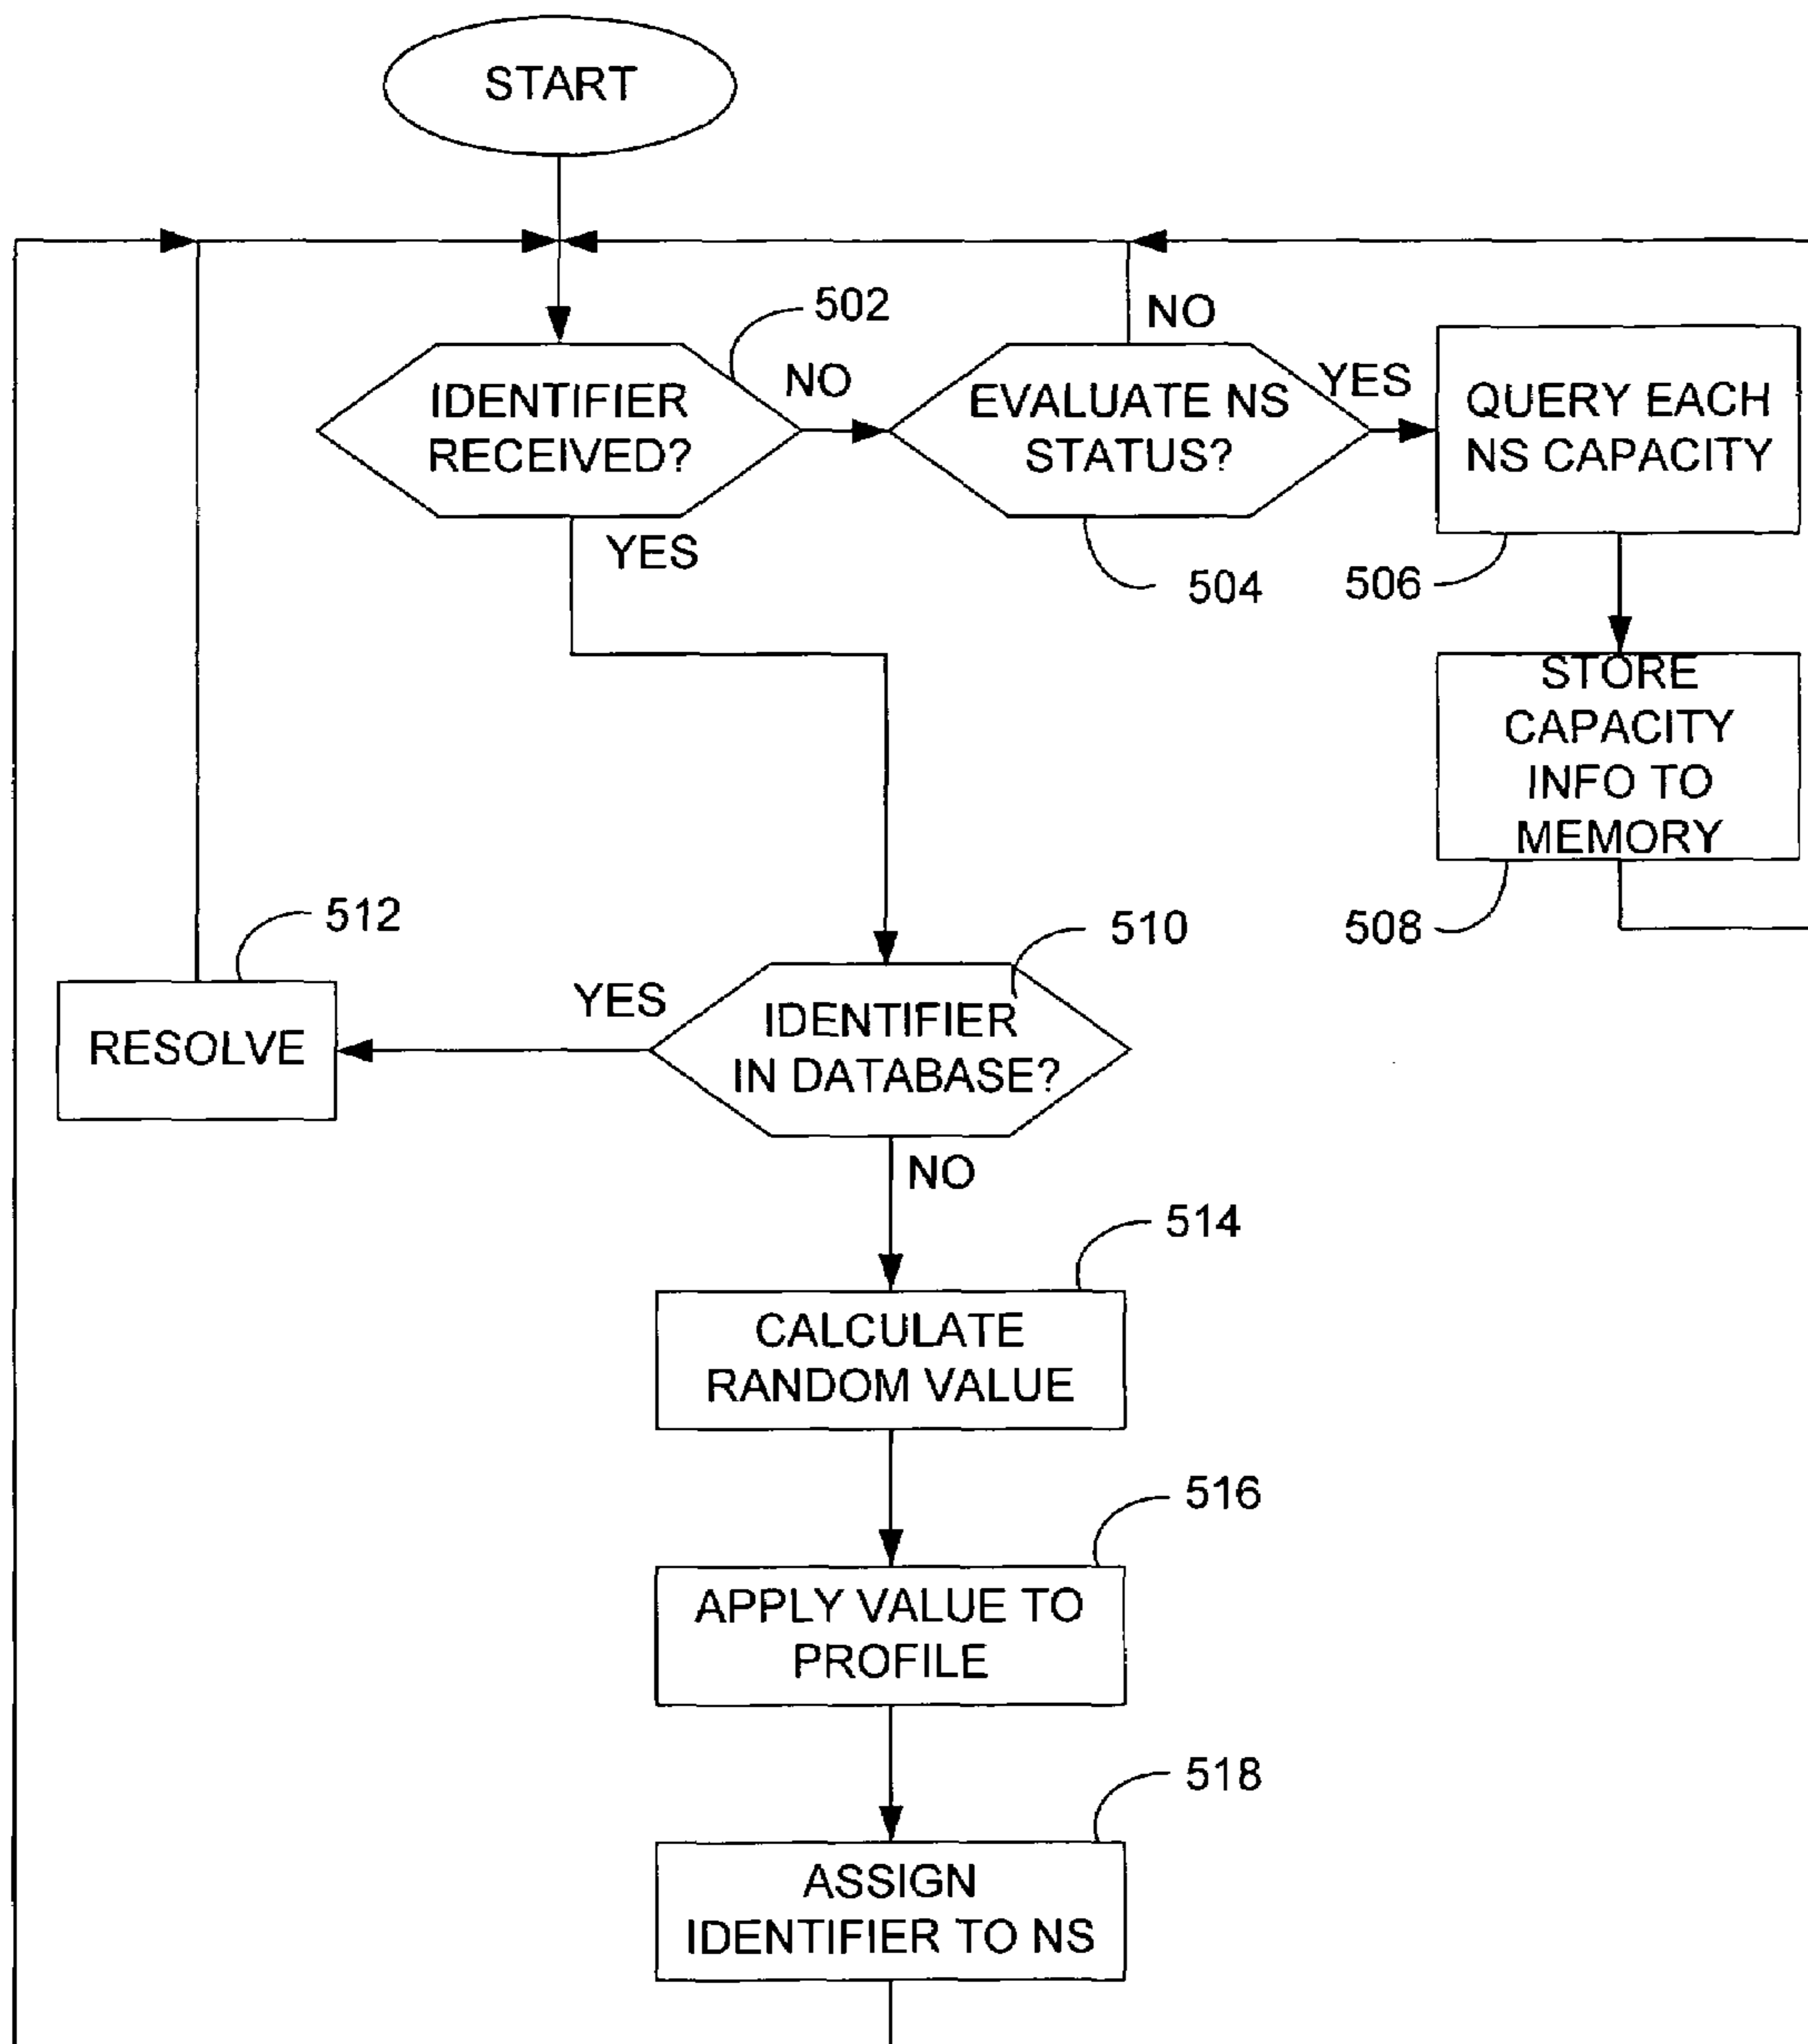 START
502
NO
IDENTIFIER
RECEIVED?
NO
EVALUATE NS
STATUS?
YES
QUERY EACH
NS CAPACITY
YES
504
506
STORE
CAPACITY
INFO TO
MEMORY
508
512
510
YES
RESOLVE
IDENTIFIER
IN DATABASE?
NO
514
CALCULATE
RANDOM VALUE
516
APPLY VALUE TO
PROFILE
518
ASSIGN
IDENTIFIER TO NS